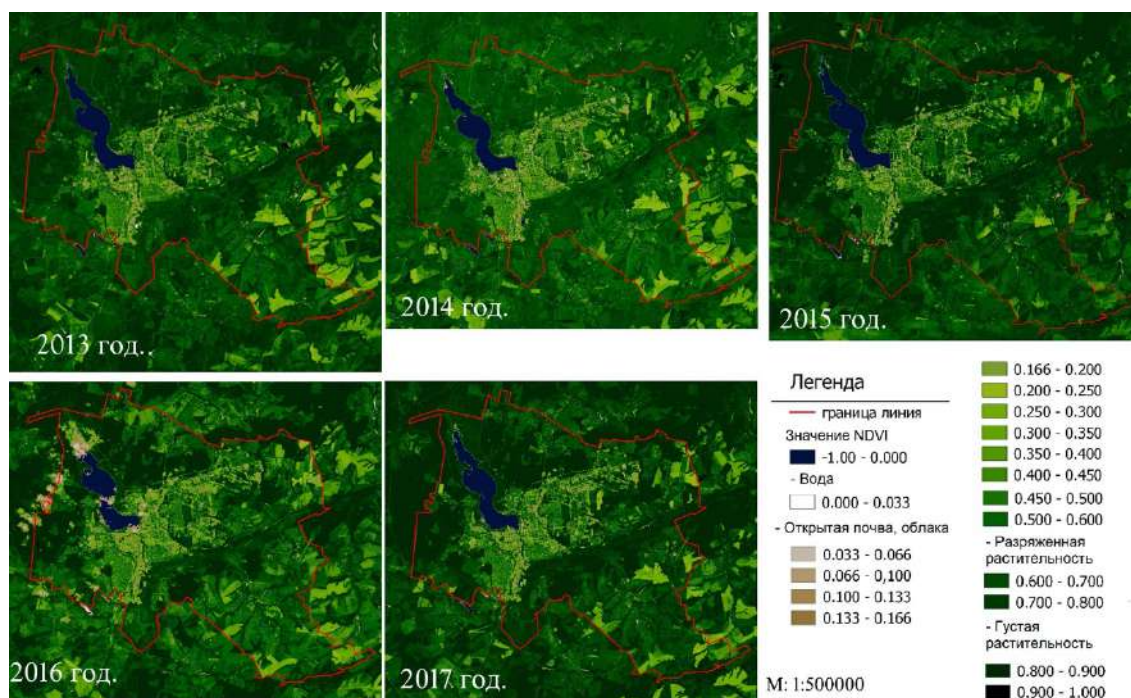 2013 год..
2014 год.
2015 год.
2016 год.
2017 год.
Легенда
граница линия
Значение NDVI
-1.00 - 0.000
- Вода
0.000 - 0.033
- Открытая почва, облака
0.033 - 0.066
0.066 - 0,100
0.100 - 0.133
0.133 - 0.166
М: 1:500000
0.166 - 0.200
0.200 - 0.250
0.250 - 0.300
0.300 - 0.350
0.350 - 0.400
0.400 - 0.450
0.450 - 0.500
0.500 - 0.600
- Разряженная
растительность
0.600 - 0.700
0.700 - 0.800
- Густая
растительность
0.800 - 0.900
0.900 - 1.000